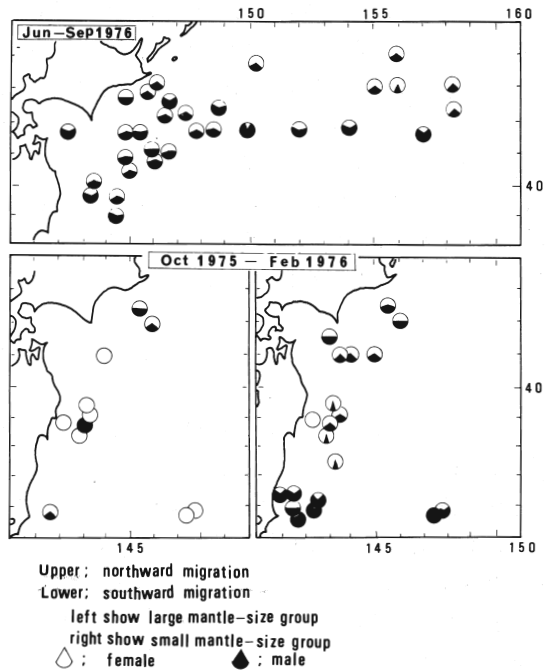 150 155 160
Jun—Sep 1976
40
Oct 1975 — Feb 1976
40
145 145 150
Upper; northward migration
Lower; southward migration
left show large mantle-size group
right show small mantle-size group
; female ; male